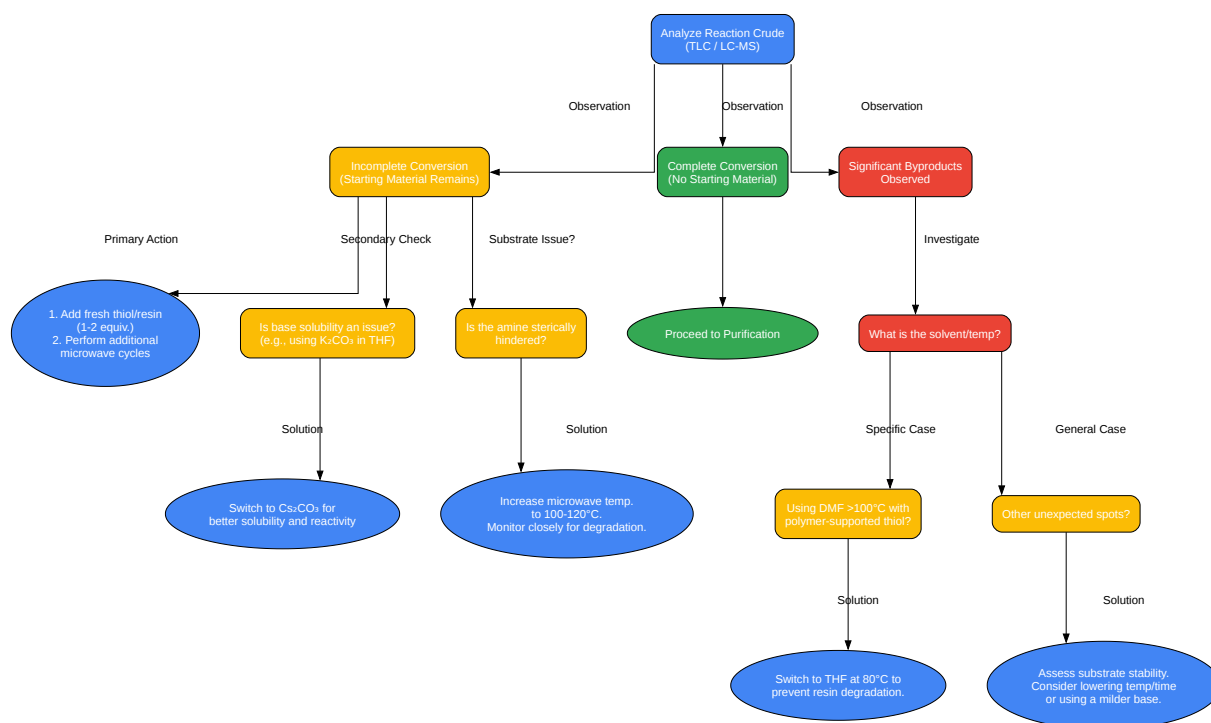 Analyze Reaction Crude
(TLC / LC-MS)
Observation
Observation
Observation
Incomplete Conversion
(Starting Material Remains)
Complete Conversion
(No Starting Material)
Significant Byproducts
Observed
Primary Action
Secondary Check
Substrate Issue?
Investigate
1. Add fresh thiol/resin
(1-2 equiv.)
2. Perform additional
microwave cycles
Is base solubility an issue?
(e.g., using K₂CO₃ in THF)
Is the amine sterically
hindered?
Proceed to Purification
What is the solvent/temp?
Solution
Solution
Specific Case
General Case
Switch to Cs₂CO₃ for
better solubility and reactivity
Increase microwave temp.
to 100-120°C.
Monitor closely for degradation.
Using DMF >100°C with
polymer-supported thiol?
Other unexpected spots?
Solution
Solution
Switch to THF at 80°C to
prevent resin degradation.
Assess substrate stability.
Consider lowering temp/time
or using a milder base.